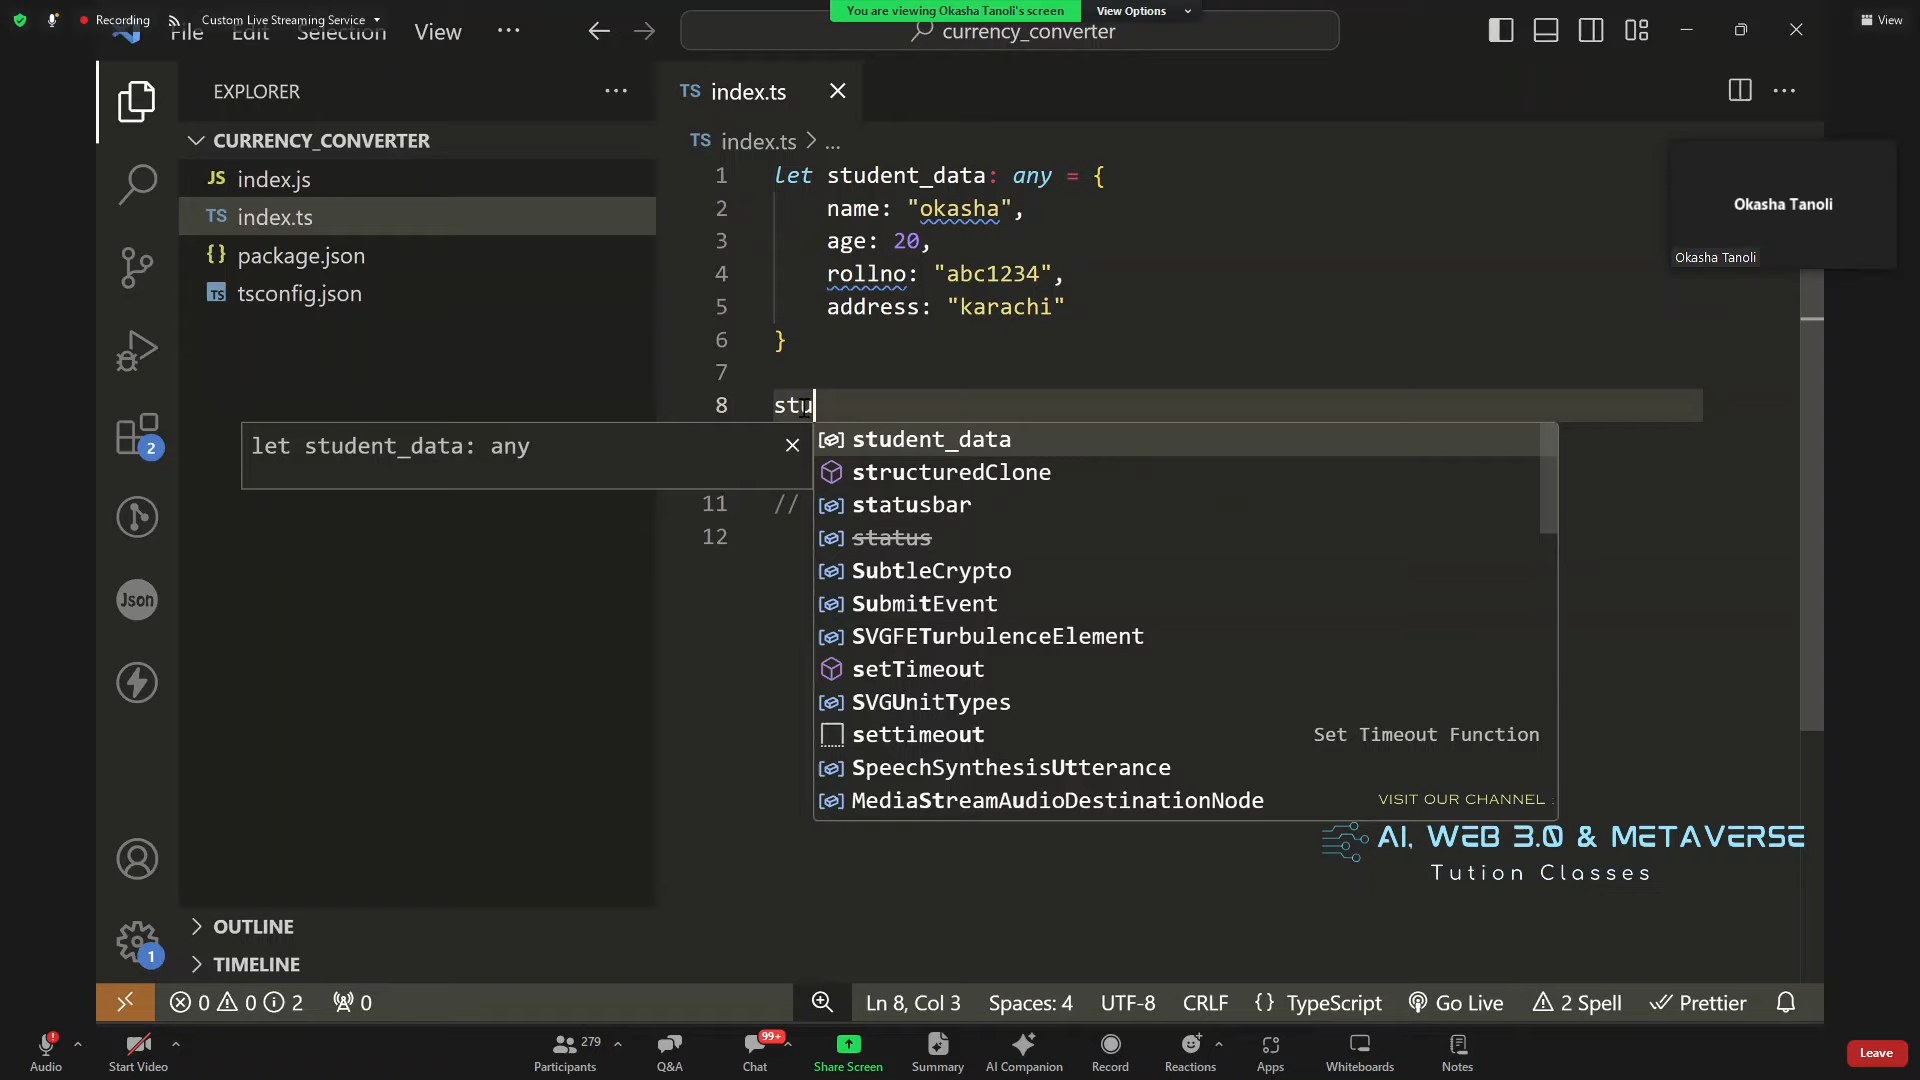 Recording
Custom Live Streaming Service
You are viewing Okasha Tanoli's screen
View Options
View
File Edit Selection View ...
currency_converter
EXPLORER
CURRENCY_CONVERTER
JS index.js
TS index.ts
{} package.json
TS tsconfig.json
TS index.ts
TS index.ts > ...
1 let student_data: any = {
2 name: "okasha",
3 age: 20,
4 rollno: "abc1234",
5 address: "karachi"
6 }
7
8 stu
let student_data: any
11 //
12
student_data
structuredClone
statusbar
status
SubtleCrypto
SubmitEvent
SVGFETurbulenceElement
setTimeout
SVGUnitTypes
settimeout Set Timeout Function
SpeechSynthesisUtterance
MediaStreamAudioDestinationNode
Okasha Tanoli
Okasha Tanoli
2
Json
1
VISIT OUR CHANNEL :
AI, WEB 3.0 & METAVERSE
Tution Classes
OUTLINE
TIMELINE
0 0 2 0
Ln 8, Col 3 Spaces: 4 UTF-8 CRLF {} TypeScript Go Live 2 Spell Prettier
Audio
Start Video
279
Participants
Q&A
99+
Chat
Share Screen
Summary
AI Companion
Record
Reactions
Apps
Whiteboards
Notes
Leave